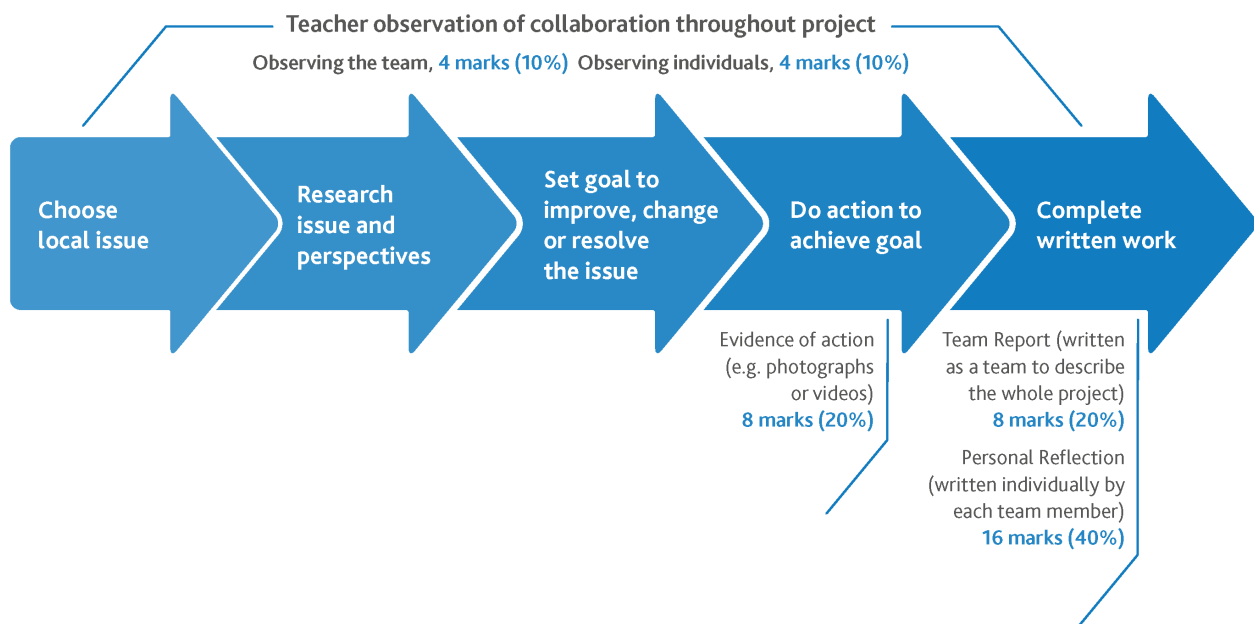 Teacher observation of collaboration throughout project
Observing the team, 4 marks (10%) Observing individuals, 4 marks (10%)
Choose
local issue
Research
issue and
perspectives
Set goal to
improve, change
or resolve
the issue
Do action to
achieve goal
Complete
written work
Evidence of action
(e.g. photographs
or videos)
8 marks (20%)
Team Report (written
as a team to describe
the whole project)
8 marks (20%)
Personal Reflection
(written individually by
each team member)
16 marks (40%)